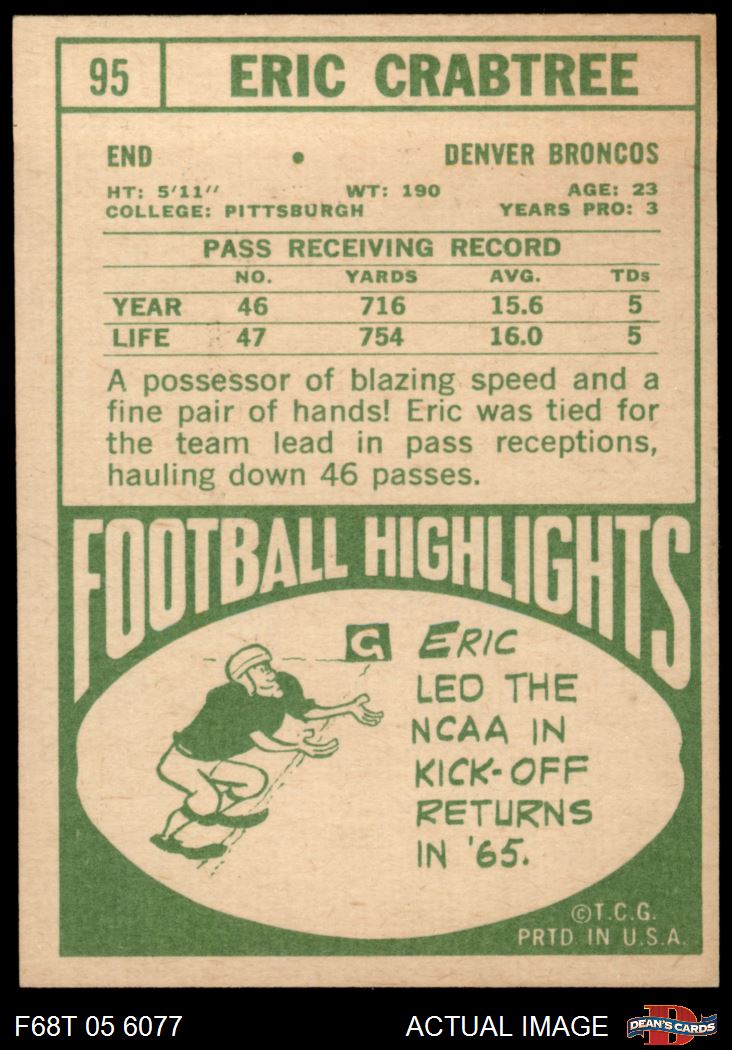 95 ERIC CRABTREE
END • DENVER BRONCOS
HT: 5'11" WT: 190 AGE: 23
COLLEGE: PITTSBURGH YEARS PRO: 3
PASS RECEIVING RECORD
NO. YARDS AVG. TDs
YEAR 46 716 15.6 5
LIFE 47 754 16.0 5
A possessor of blazing speed and a
fine pair of hands! Eric was tied for
the team lead in pass receptions,
hauling down 46 passes.
FOOTBALL HIGHLIGHTS
G ERIC
LED THE
NCAA IN
KICK-OFF
RETURNS
IN '65.
©T.C.G.
PRTD. IN U.S.A.
F68T 05 6077 ACTUAL IMAGE D DEAN'S CARDS